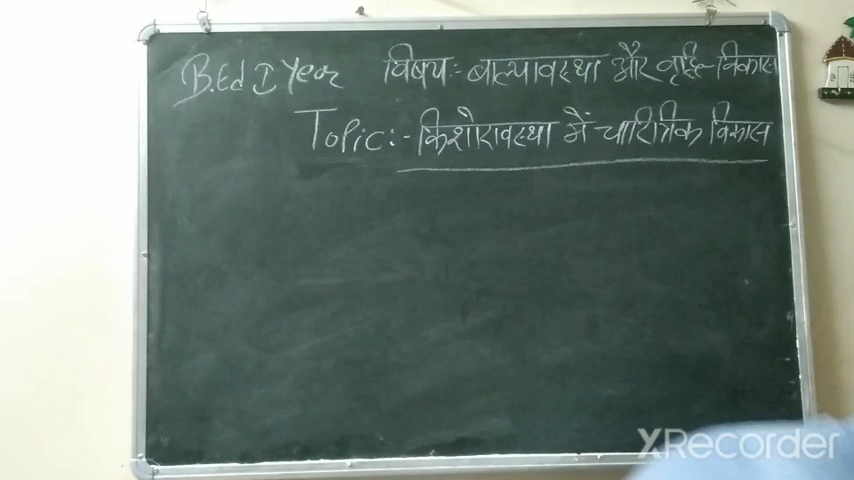 B.Ed I Year विषय:- बाल्यावस्था और वृद्धि-विकास
Topic:- किशोरावस्था में चारित्रिक विकास
XRecorder